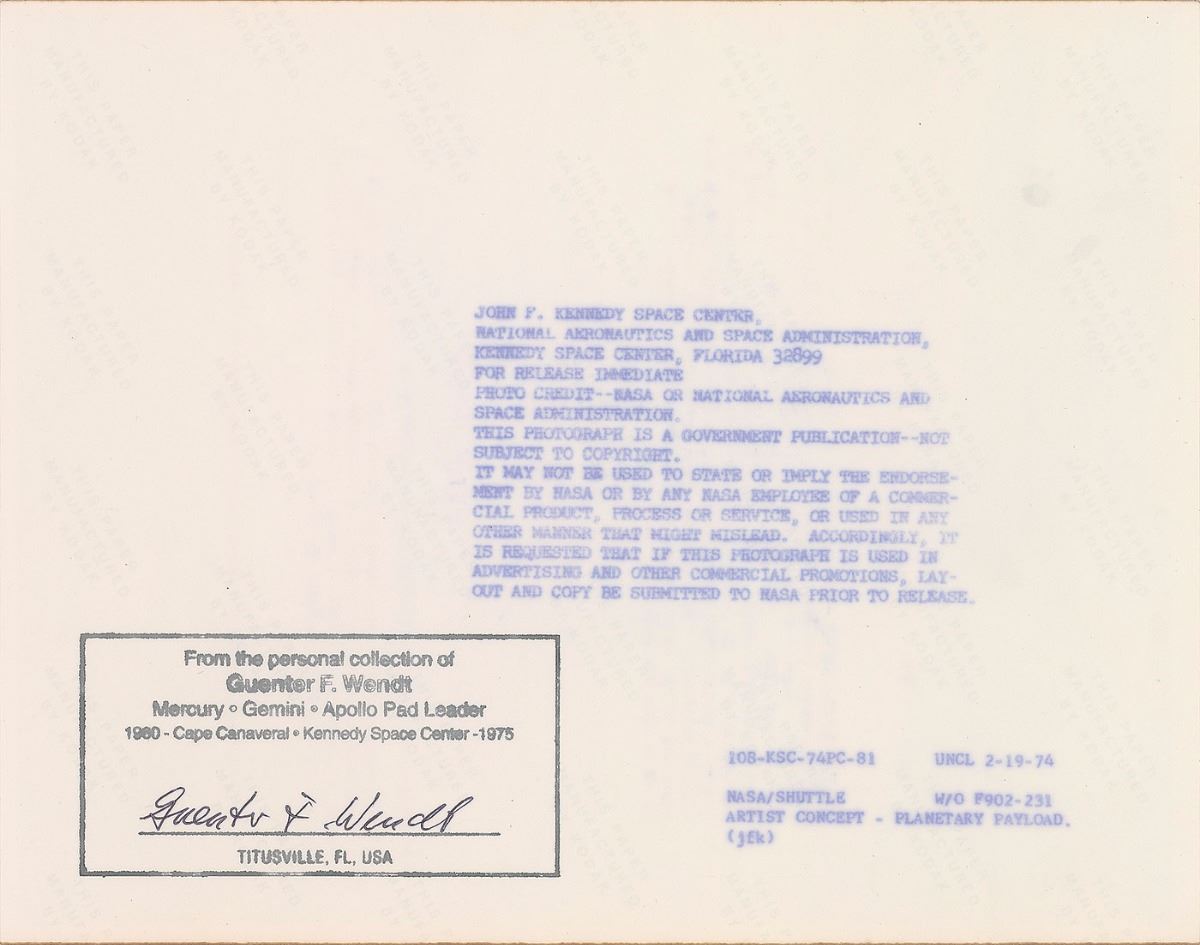 JOHN F. KENNEDY SPACE CENTER,
NATIONAL AERONAUTICS AND SPACE ADMINISTRATION,
KENNEDY SPACE CENTER, FLORIDA 32899
FOR RELEASE IMMEDIATE
PHOTO CREDIT--NASA OR NATIONAL AERONAUTICS AND
SPACE ADMINISTRATION.
THIS PHOTOGRAPH IS A GOVERNMENT PUBLICATION--NOT
SUBJECT TO COPYRIGHT.
IT MAY NOT BE USED TO STATE OR IMPLY THE ENDORSE-
MENT BY NASA OR BY ANY NASA EMPLOYEE OF A COMMER-
CIAL PRODUCT, PROCESS OR SERVICE, OR USED IN ANY
OTHER MANNER THAT MIGHT MISLEAD. ACCORDINGLY, IT
IS REQUESTED THAT IF THIS PHOTOGRAPH IS USED IN
ADVERTISING AND OTHER COMMERCIAL PROMOTIONS, LAY-
OUT AND COPY BE SUBMITTED TO NASA PRIOR TO RELEASE.
From the personal collection of
Guenter F. Wendt
Mercury • Gemini • Apollo Pad Leader
1960 - Cape Canaveral • Kennedy Space Center -1975
Guenter F Wendt
TITUSVILLE, FL, USA
108-KSC-74PC-81 UNCL 2-19-74
NASA/SHUTTLE W/O F902-231
ARTIST CONCEPT - PLANETARY PAYLOAD.
(jfk)
THIS PAPER
MANUFACTURED
BY KODAK